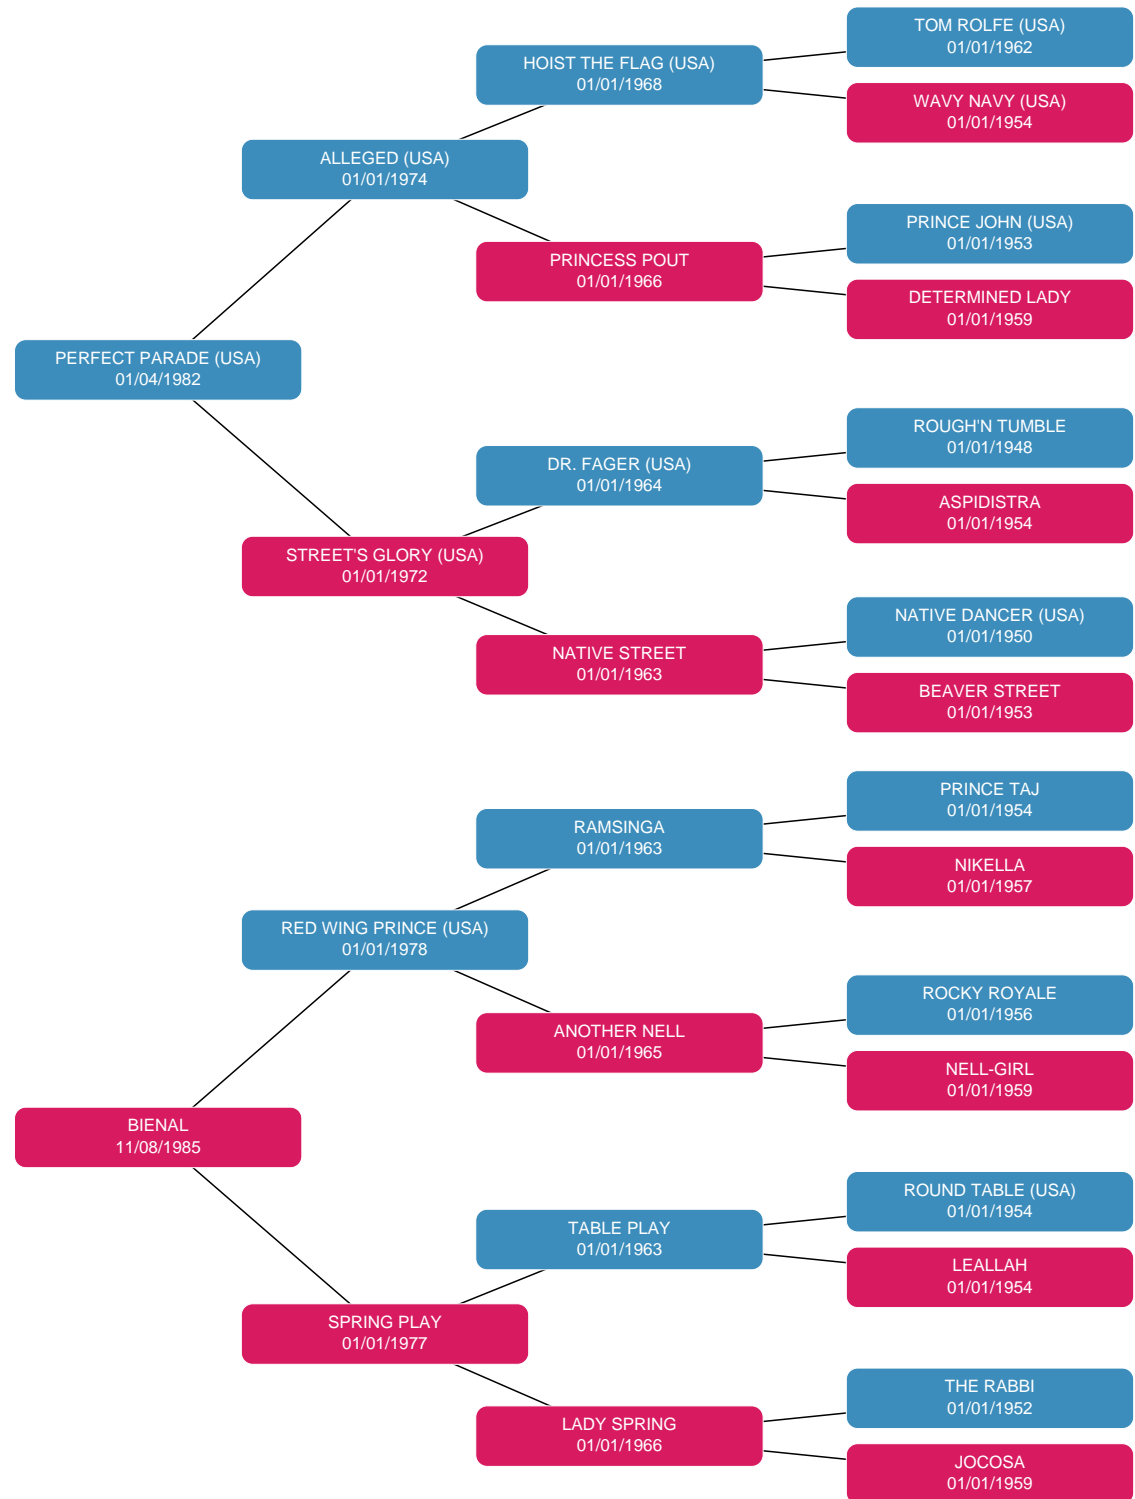 TOM ROLFE (USA)
01/01/1962
HOIST THE FLAG (USA)
01/01/1968
WAVY NAVY (USA)
01/01/1954
ALLEGED (USA)
01/01/1974
PRINCE JOHN (USA)
01/01/1953
PRINCESS POUT
01/01/1966
DETERMINED LADY
01/01/1959
PERFECT PARADE (USA)
01/04/1982
ROUGH'N TUMBLE
01/01/1948
DR. FAGER (USA)
01/01/1964
ASPIDISTRA
01/01/1954
STREET'S GLORY (USA)
01/01/1972
NATIVE DANCER (USA)
01/01/1950
NATIVE STREET
01/01/1963
BEAVER STREET
01/01/1953
PRINCE TAJ
01/01/1954
RAMSINGA
01/01/1963
NIKELLA
01/01/1957
RED WING PRINCE (USA)
01/01/1978
ROCKY ROYALE
01/01/1956
ANOTHER NELL
01/01/1965
NELL-GIRL
01/01/1959
BIENAL
11/08/1985
ROUND TABLE (USA)
01/01/1954
TABLE PLAY
01/01/1963
LEALLAH
01/01/1954
SPRING PLAY
01/01/1977
THE RABBI
01/01/1952
LADY SPRING
01/01/1966
JOCOSA
01/01/1959